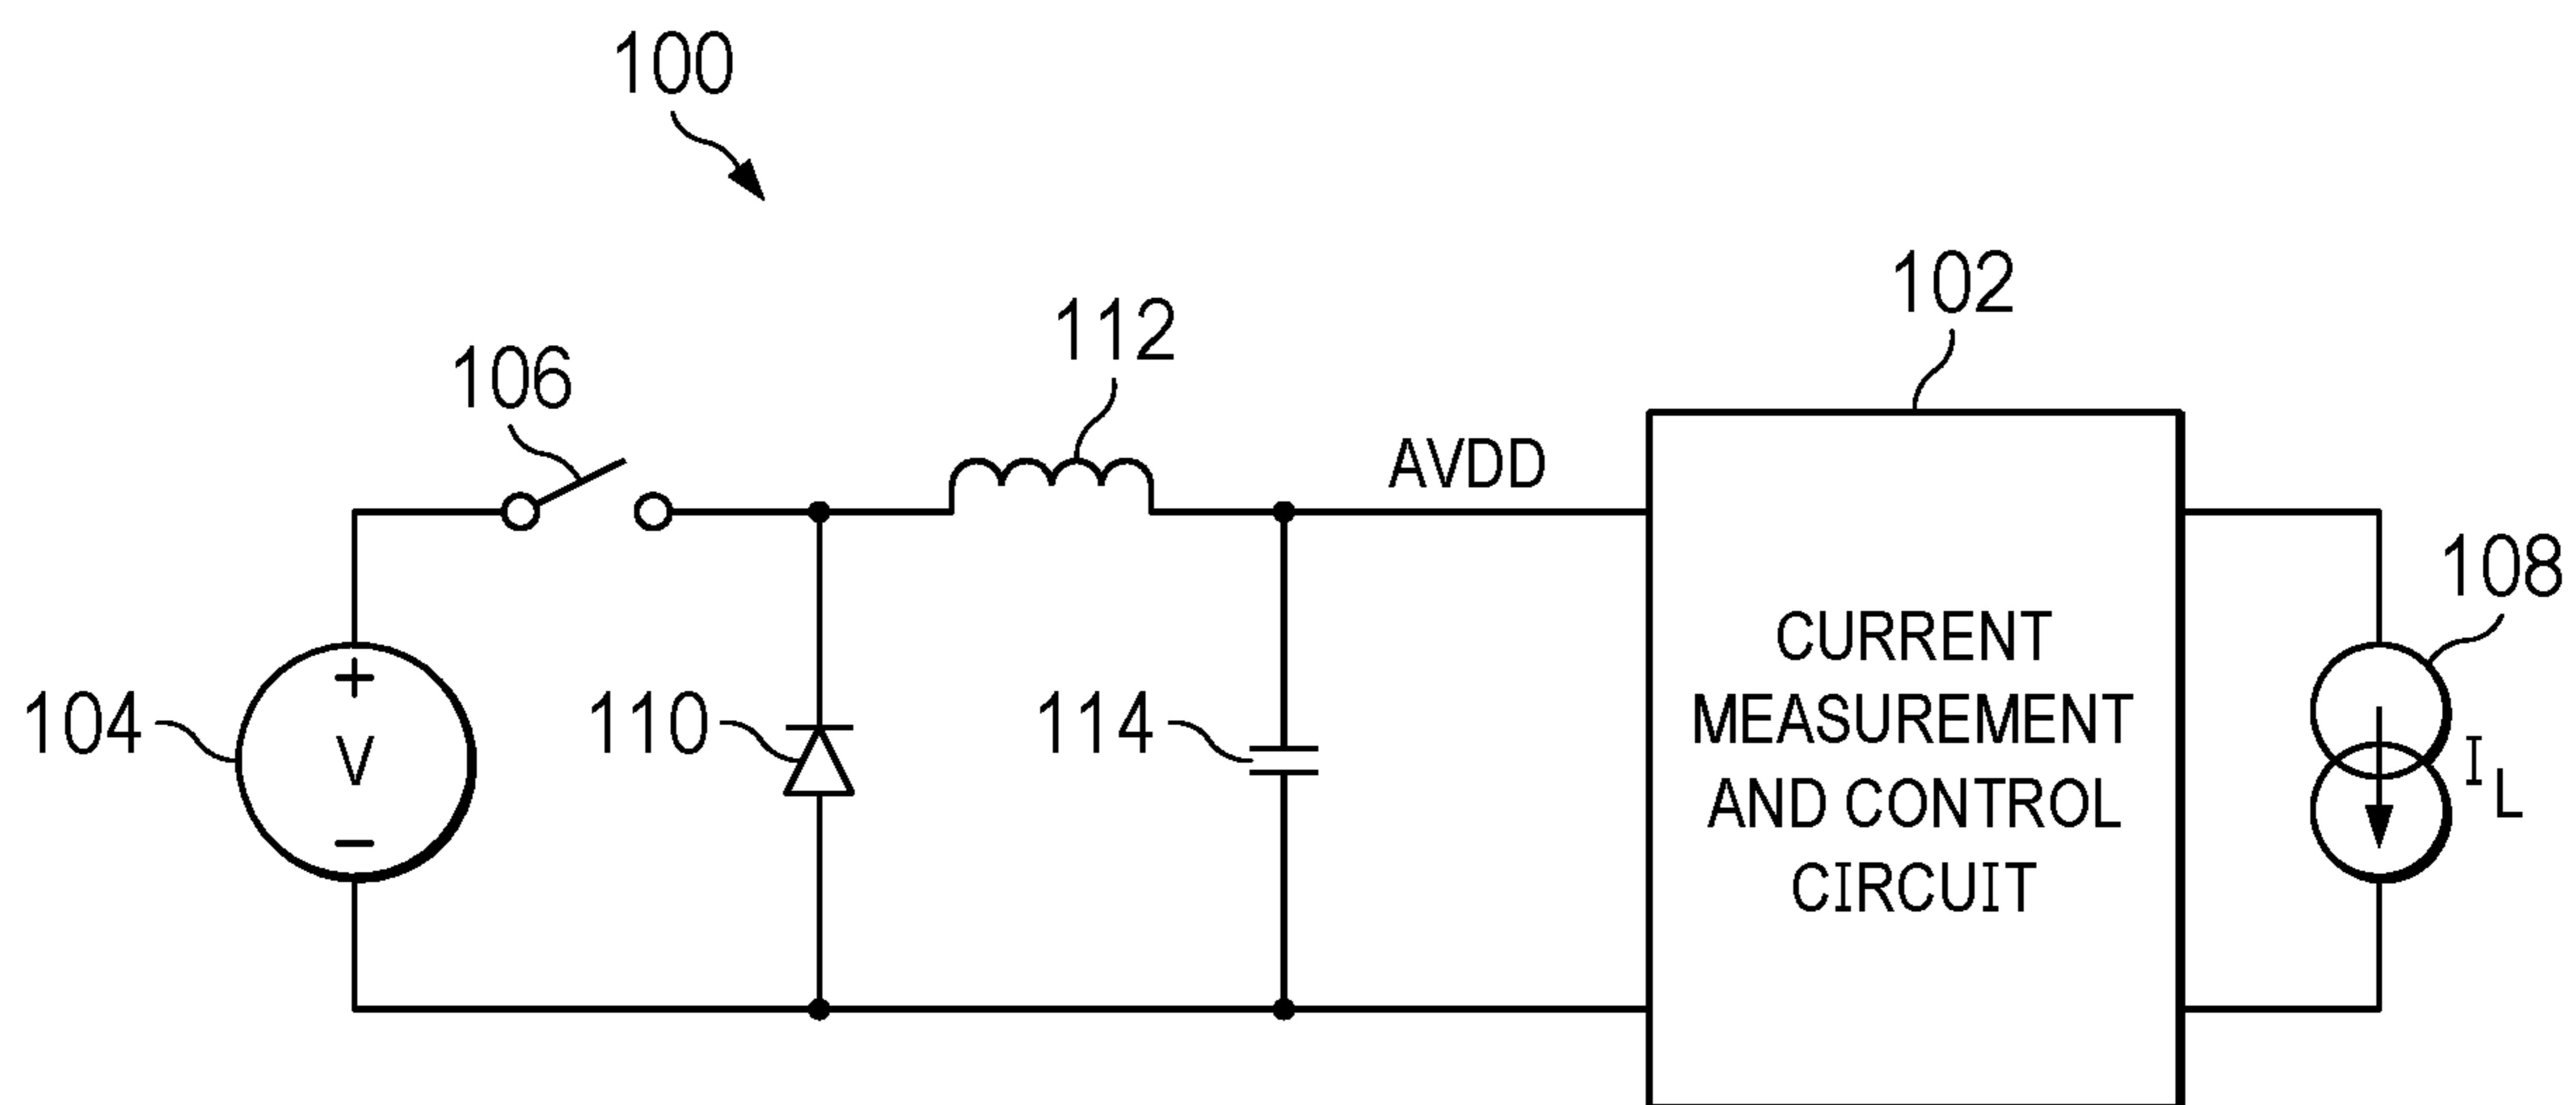 100
102
112
106
AVDD
108
+
104
V
110
114
CURRENT
MEASUREMENT
AND CONTROL
CIRCUIT
I L
−